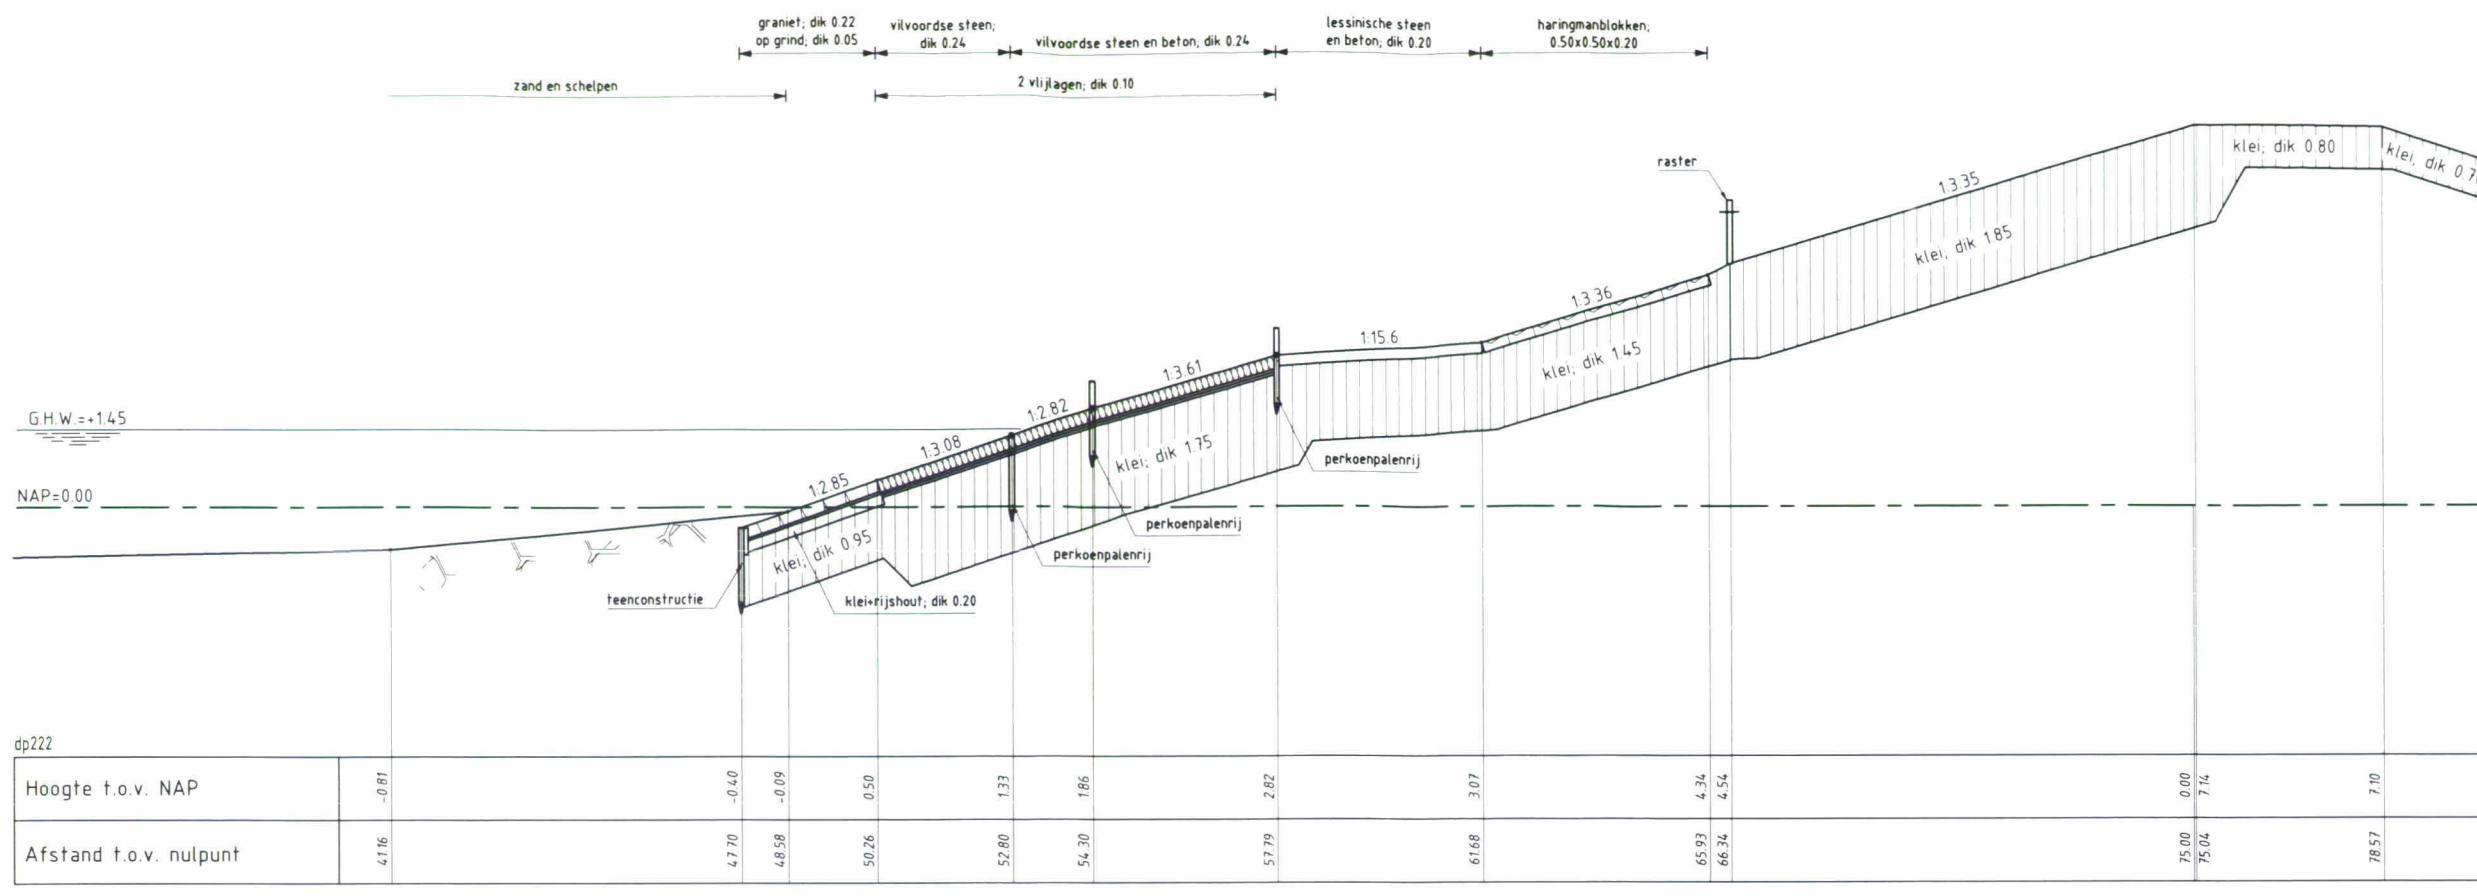 graniet; dik 0.22
op grind; dik 0.05
vilvoordse steen;
dik 0.24
vilvoordse steen en beton; dik 0.24
lessinische steen
en beton; dik 0.20
haringmanblokken;
0.50x0.50x0.20
zand en schelpen
2 vlijlagen; dik 0.10
raster
klei; dik 0.80
klei, dik 0.7
1:3.35
klei; dik 1.85
1:3.36
klei; dik 1.45
1:15.6
1:3.61
1:2.82
1:3.08
1:2.85
G.H.W.=+1.45
NAP=0.00
klei; dik 1.75
klei; dik 0.95
perkoenpalenrij
perkoenpalenrij
perkoenpalenrij
teenconstructie
klei+rijshout; dik 0.20
dp222
Hoogte t.o.v. NAP
-0.81
-0.40
-0.09
0.50
1.33
1.86
2.82
3.07
4.34
4.54
0.00
7.14
7.10
Afstand t.o.v. nulpunt
41.16
47.70
48.58
50.26
52.80
54.30
57.79
61.68
65.93
66.34
75.00
75.04
78.57